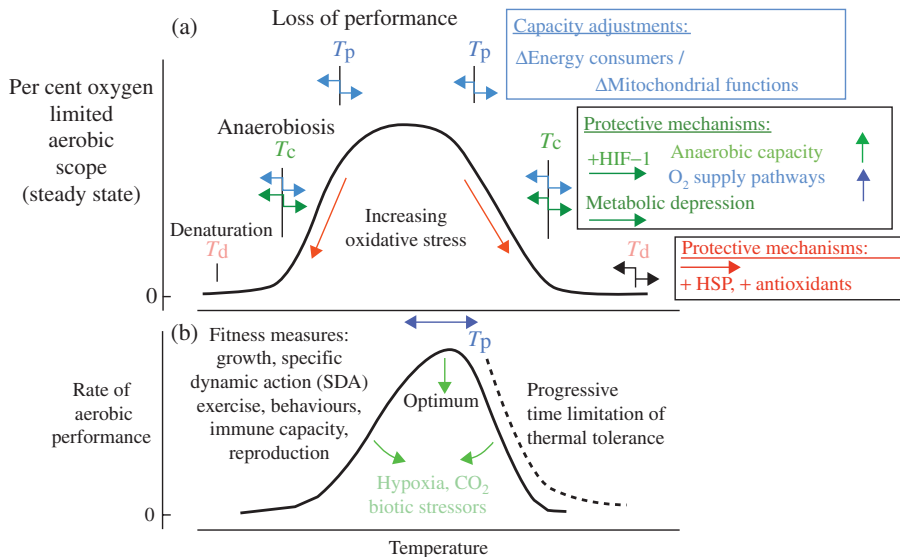 (a)
Loss of performance
Tp
Tp
Capacity adjustments:
ΔEnergy consumers /
ΔMitochondrial functions
Per cent oxygen
limited
aerobic
scope
(steady state)
Anaerobiosis
Tc
Tc
Protective mechanisms:
+HIF−1
Anaerobic capacity
O2 supply pathways
Metabolic depression
Denaturation
Td
Increasing
oxidative stress
Td
Protective mechanisms:
+ HSP, + antioxidants
0
(b)
Fitness measures:
growth, specific
dynamic action (SDA)
exercise, behaviours,
immune capacity,
reproduction
Tp
Rate of
aerobic
performance
Optimum
Progressive
time limitation of
thermal tolerance
Hypoxia, CO2
biotic stressors
0
Temperature